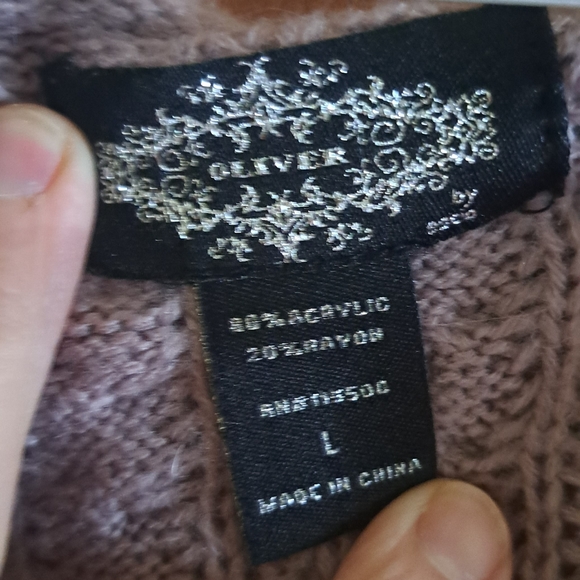 OLIVER
by
80% ACRYLIC
20% RAYON
L
MADE IN CHINA